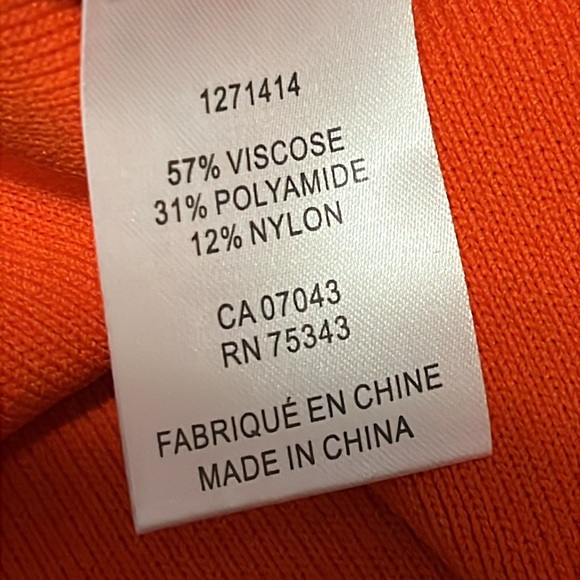 1271414
57% VISCOSE
31% POLYAMIDE
12% NYLON
CA 07043
RN 75343
FABRIQUÉ EN CHINE
MADE IN CHINA